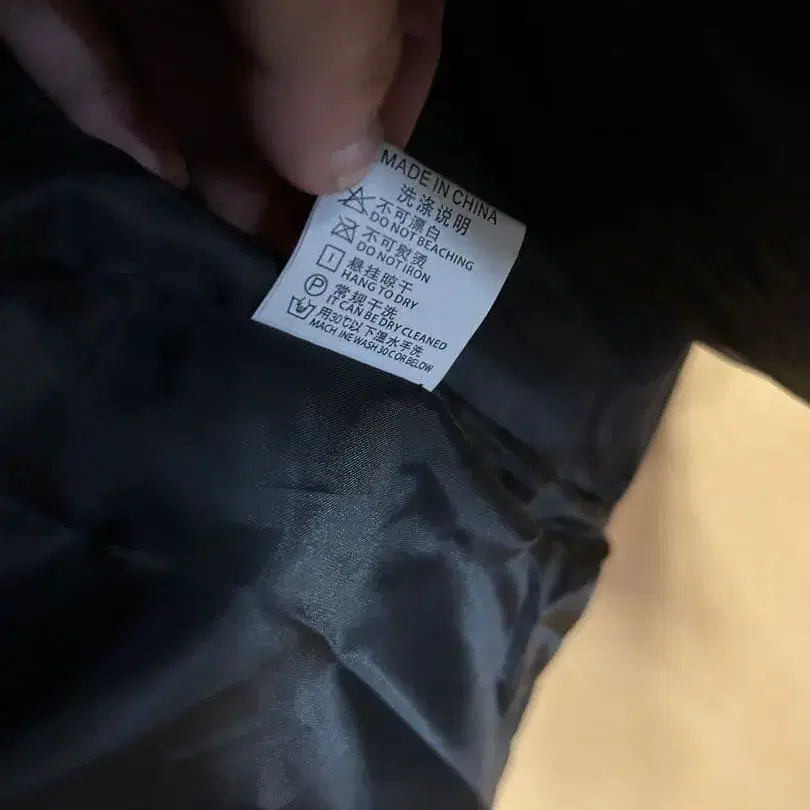 MADE IN CHINA
洗涤说明
不可漂白
DO NOT BEACHING
不可熨烫
DO NOT IRON
悬挂晾干
HANG TO DRY
P
常规干洗
IT CAN BE DRY CLEANED
用30℃以下温水手洗
MACH INE WASH 30 C OR BELOW